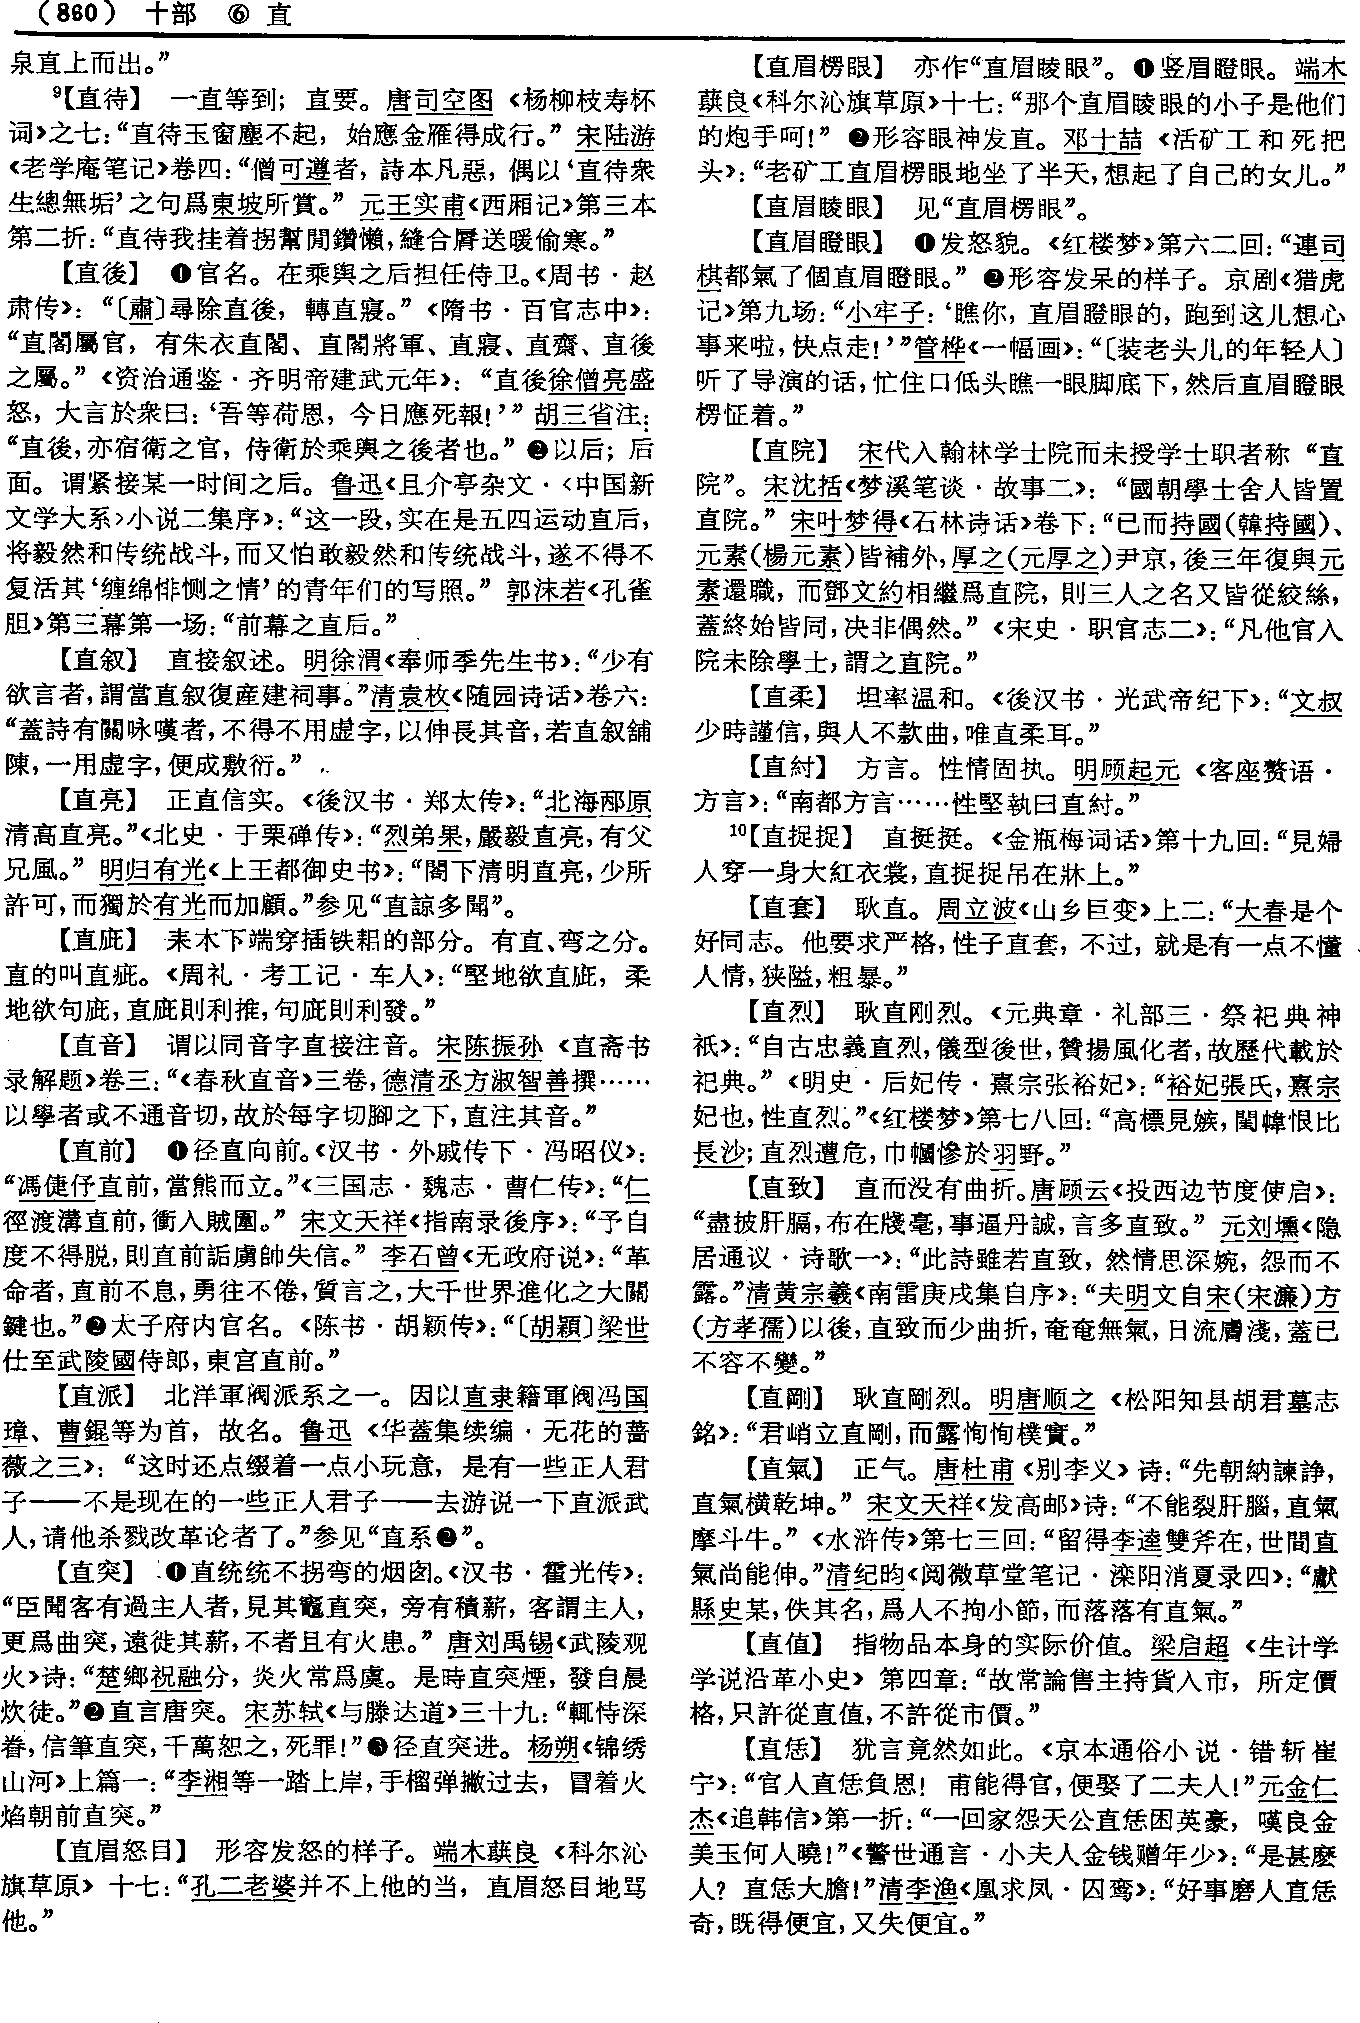 （860） 十部 ⑥ 直
泉直上而出。”
⁹【直待】 一直等到；直要。唐司空图《杨柳枝寿杯
词》之七：“直待玉窗塵不起，始應金雁得成行。” 宋陆游
《老学庵笔记》卷四：“僧可遵者，詩本凡惡，偶以‘直待衆
生總無垢’之句爲東坡所賞。” 元王实甫《西厢记》第三本
第二折：“直待我拄着拐幫閒鑽懶，縫合脣送暖偷寒。”
【直後】 ❶官名。在乘舆之后担任侍卫。《周书·赵
肃传》：“〔肅〕尋除直後，轉直寢。”《隋书·百官志中》：
“直閤屬官，有朱衣直閤、直閤將軍、直寢、直齋、直後
之屬。”《资治通鉴·齐明帝建武元年》：“直後徐僧亮盛
怒，大言於衆曰：‘吾等荷恩，今日應死報！’” 胡三省注：
“直後，亦宿衛之官，侍衛於乘輿之後者也。” ❷以后；后
面。谓紧接某一时间之后。鲁迅《且介亭杂文·〈中国新
文学大系〉小说二集序》：“这一段，实在是五四运动直后，
将毅然和传统战斗，而又怕敢毅然和传统战斗，遂不得不
复活其‘缠绵悱恻之情’的青年们的写照。” 郭沫若《孔雀
胆》第三幕第一场：“前幕之直后。”
【直叙】 直接叙述。明徐渭《奉师季先生书》：“少有
欲言者，謂當直叙復産建祠事。”清袁枚《随园诗话》卷六：
“蓋詩有關咏嘆者，不得不用虚字，以伸長其音，若直叙舖
陳，一用虚字，便成敷衍。”
【直亮】 正直信实。《後汉书·郑太传》：“北海邴原
清高直亮。”《北史·于栗磾传》：“烈弟果，嚴毅直亮，有父
兄風。” 明归有光《上王都御史书》：“閣下清明直亮，少所
許可，而獨於有光而加顧。”参见“直諒多聞”。
【直庛】 耒木下端穿插铁耜的部分。有直、弯之分。
直的叫直疵。《周礼·考工记·车人》：“堅地欲直庛，柔
地欲句庛，直庛則利推，句庛則利發。”
【直音】 谓以同音字直接注音。宋陈振孙《直斋书
录解题》卷三：“《春秋直音》三卷，德清丞方淑智善撰……
以學者或不通音切，故於每字切腳之下，直注其音。”
【直前】 ❶径直向前。《汉书·外戚传下·冯昭仪》：
“馮倢伃直前，當熊而立。”《三国志·魏志·曹仁传》：“仁
徑渡溝直前，衝入賊圍。” 宋文天祥《指南录後序》：“予自
度不得脱，則直前詬虜帥失信。” 李石曾《无政府说》：“革
命者，直前不息，勇往不倦，質言之，大千世界進化之大關
鍵也。”❷太子府内官名。《陈书·胡颖传》：“〔胡穎〕梁世
仕至武陵國侍郎，東宫直前。”
【直派】 北洋軍阀派系之一。因以直隶籍軍阀冯国
璋、曹錕等为首，故名。鲁迅《华蓋集续编·无花的蔷
薇之三》：“这时还点缀着一点小玩意，是有一些正人君
子——不是现在的一些正人君子——去游说一下直派武
人，请他杀戮改革论者了。”参见“直系❷”。
【直突】 ❶直统统不拐弯的烟囱。《汉书·霍光传》：
“臣聞客有過主人者，見其竈直突，旁有積薪，客謂主人，
更爲曲突，遠徙其薪，不者且有火患。” 唐刘禹锡《武陵观
火》诗：“楚鄉祝融分，炎火常爲虞。是時直突煙，發自晨
炊徒。”❷直言唐突。宋苏轼《与滕达道》三十九：“輒恃深
眷，信筆直突，千萬恕之，死罪！”❸径直突进。杨朔《锦绣
山河》上篇一：“李湘等一踏上岸，手榴弹撇过去，冒着火
焰朝前直突。”
【直眉怒目】 形容发怒的样子。端木蕻良《科尔沁
旗草原》十七：“孔二老婆并不上他的当，直眉怒目地骂
他。”
【直眉楞眼】 亦作“直眉睖眼”。❶竖眉瞪眼。端木
蕻良《科尔沁旗草原》十七：“那个直眉睖眼的小子是他们
的炮手呵！” ❷形容眼神发直。邓十喆《活矿工和死把
头》：“老矿工直眉楞眼地坐了半天，想起了自己的女儿。”
【直眉睖眼】 见“直眉楞眼”。
【直眉瞪眼】 ❶发怒貌。《红楼梦》第六二回：“連司
棋都氣了個直眉瞪眼。” ❷形容发呆的样子。京剧《猎虎
记》第九场：“小牢子：‘瞧你，直眉瞪眼的，跑到这儿想心
事来啦，快点走！’”管桦《一幅画》：“〔装老头儿的年轻人〕
听了导演的话，忙住口低头瞧一眼脚底下，然后直眉瞪眼
楞怔着。”
【直院】 宋代入翰林学士院而未授学士职者称“直
院”。宋沈括《梦溪笔谈·故事二》：“國朝學士舍人皆置
直院。” 宋叶梦得《石林诗话》卷下：“已而持國（韓持國）、
元素（楊元素）皆補外，厚之（元厚之）尹京，後三年復與元
素還職，而鄧文約相繼爲直院，則三人之名又皆從絞絲，
蓋終始皆同，决非偶然。”《宋史·职官志二》：“凡他官入
院未除學士，謂之直院。”
【直柔】 坦率温和。《後汉书·光武帝纪下》：“文叔
少時謹信，與人不款曲，唯直柔耳。”
【直紂】 方言。性情固执。明顾起元《客座赘语·
方言》：“南都方言……性堅執曰直紂。”
¹⁰【直捉捉】 直挺挺。《金瓶梅词话》第十九回：“見婦
人穿一身大紅衣裳，直捉捉吊在牀上。”
【直套】 耿直。周立波《山乡巨变》上二：“大春是个
好同志。他要求严格，性子直套，不过，就是有一点不懂
人情，狭隘，粗暴。”
【直烈】 耿直刚烈。《元典章·礼部三·祭祀典神
祇》：“自古忠義直烈，儀型後世，贊揚風化者，故歷代載於
祀典。”《明史·后妃传·熹宗张裕妃》：“裕妃張氏，熹宗
妃也，性直烈。”《红楼梦》第七八回：“高標見嫉，閨幃恨比
長沙；直烈遭危，巾幗慘於羽野。”
【直致】 直而没有曲折。唐顾云《投西边节度使启》：
“盡披肝膈，布在牋毫，事逼丹誠，言多直致。” 元刘壎《隐
居通议·诗歌一》：“此詩雖若直致，然情思深婉，怨而不
露。”清黄宗羲《南雷庚戌集自序》：“夫明文自宋（宋濂）方
（方孝孺）以後，直致而少曲折，奄奄無氣，日流膚淺，蓋已
不容不變。”
【直剛】 耿直剛烈。明唐顺之《松阳知县胡君墓志
銘》：“君峭立直剛，而露恂恂樸實。”
【直氣】 正气。唐杜甫《别李义》诗：“先朝納諫諍，
直氣横乾坤。” 宋文天祥《发高邮》诗：“不能裂肝腦，直氣
摩斗牛。”《水浒传》第七三回：“留得李逵雙斧在，世間直
氣尚能伸。”清纪昀《阅微草堂笔记·滦阳消夏录四》：“獻
縣史某，佚其名，爲人不拘小節，而落落有直氣。”
【直值】 指物品本身的实际价值。梁启超《生计学
学说沿革小史》第四章：“故常論售主持貨入市，所定價
格，只許從直值，不許從市價。”
【直恁】 犹言竟然如此。《京本通俗小说·错斩崔
宁》：“官人直恁負恩！甫能得官，便娶了二夫人！”元金仁
杰《追韩信》第一折：“一回家怨天公直恁困英豪，嘆良金
美玉何人曉！”《警世通言·小夫人金钱赠年少》：“是甚麽
人？直恁大膽！”清李渔《凰求凤·囚鸾》：“好事磨人直恁
奇，既得便宜，又失便宜。”